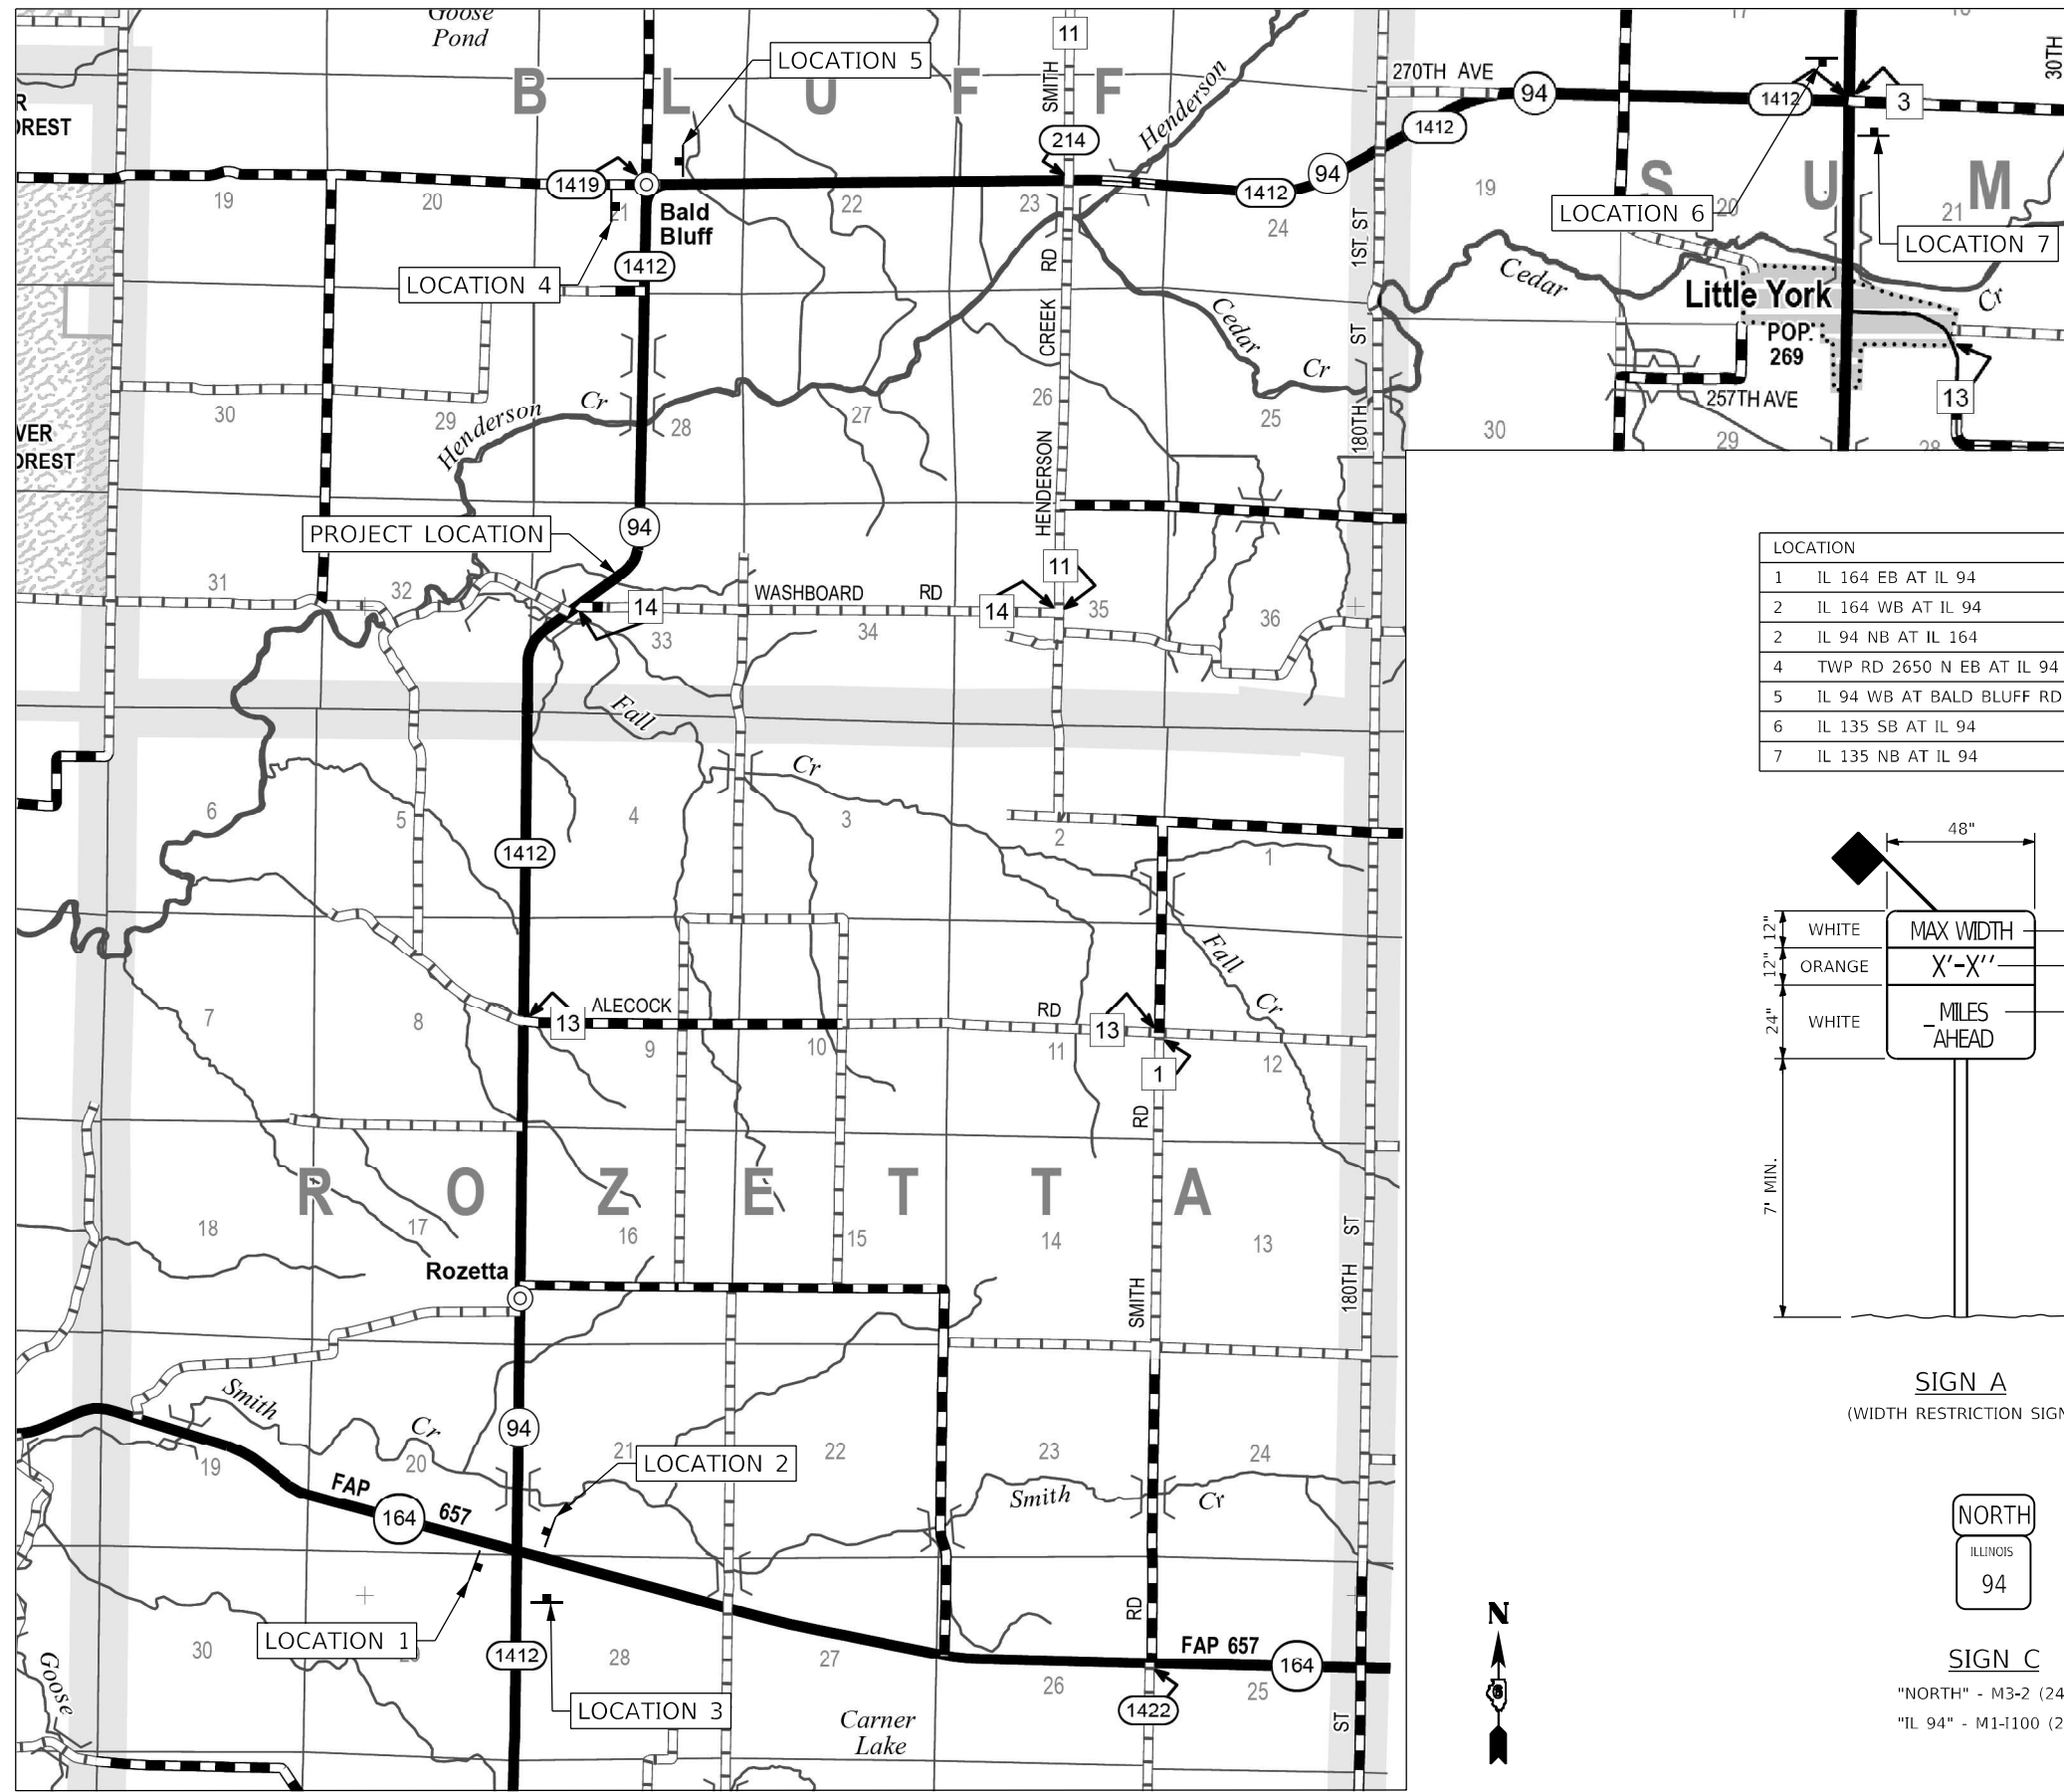 Goose
Pond
LOCATION 5
11
SMITH
Henderson
270TH AVE
94
1412
3
30TH
B L U F F
OREST
214
1412
S U M
19
20
1419
21
Bald
Bluff
22
23
1412
94
24
19
20
21
LOCATION 6
LOCATION 7
LOCATION 4
1412
RD
1ST ST
Cedar
Cr
Little York
POP.
269
CREEK
Cedar
Cr
ST
30
29
Henderson
Cr
28
27
26
25
180TH
30
29
28
257TH AVE
13
OREST
HENDERSON
PROJECT LOCATION
94
31
32
14
WASHBOARD RD
14
11
33
34
35
36
Fall
Cr
6
5
4
3
2
1
1412
Fall
Cr
7
8
13
ALECOCK
RD
13
9
10
11
12
1
RD
R O Z E T T A
18
17
16
15
14
13
ST
Rozetta
SMITH
180TH
Smith
Cr
94
19
20
21
LOCATION 2
22
23
24
FAP
164
657
Smith
Cr
LOCATION 1
30
1412
28
27
26
25
RD
FAP 657
164
LOCATION 3
1422
ST
Goose
Carner
Lake
LOCATION
1 IL 164 EB AT IL 94
2 IL 164 WB AT IL 94
2 IL 94 NB AT IL 164
4 TWP RD 2650 N EB AT IL 94
5 IL 94 WB AT BALD BLUFF RD
6 IL 135 SB AT IL 94
7 IL 135 NB AT IL 94
48"
12" WHITE MAX WIDTH
12" ORANGE X'-X"
24" WHITE _MILES
AHEAD
7' MIN.
SIGN A
(WIDTH RESTRICTION SIGN
N
NORTH
ILLINOIS
94
SIGN C
"NORTH" - M3-2 (24
"IL 94" - M1-I100 (2